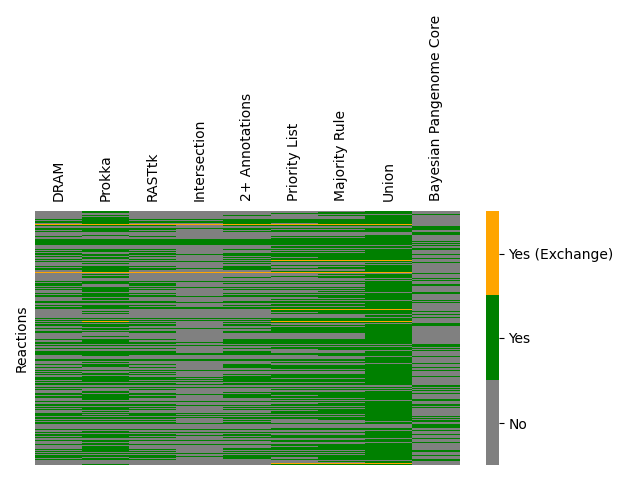 DRAM
Prokka
RASTtk
Intersection
2+ Annotations
Priority List
Majority Rule
Union
Bayesian Pangenome Core
Reactions
Yes (Exchange)
Yes
No